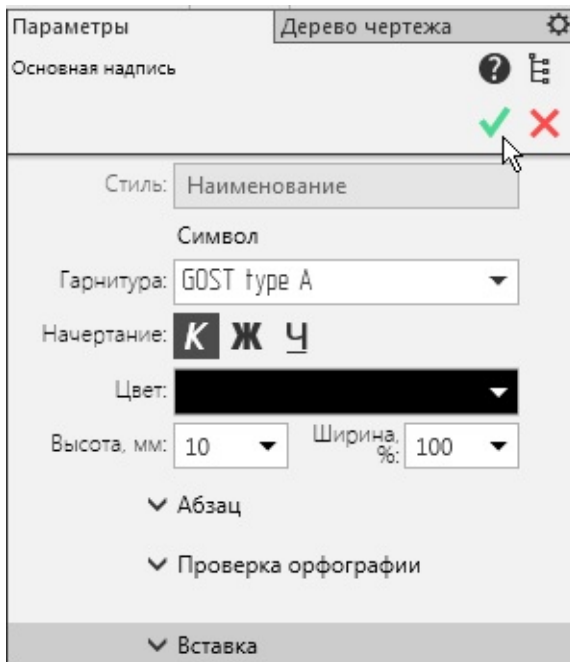 Параметры
Дерево чертежа
Основная надпись
?
Стиль: Наименование
Символ
Гарнитура: GOST type A
Начертание: К Ж Ч
Цвет:
Высота, мм: 10
Ширина, %: 100
Абзац
Проверка орфографии
Вставка